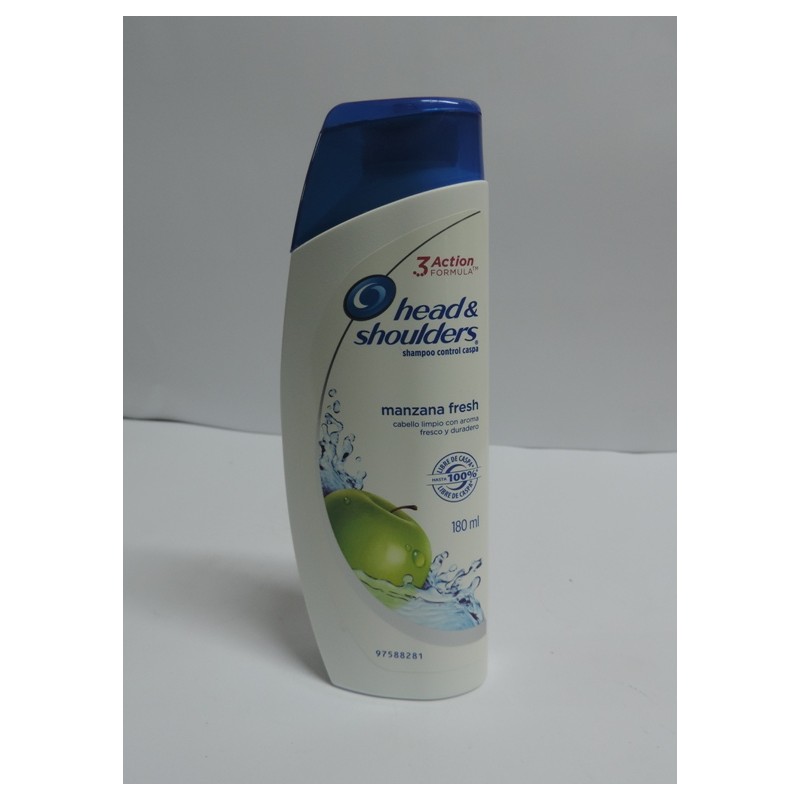 3 Action
FORMULA™
head &
shoulders®
shampoo control caspa
manzana fresh
cabello limpio con aroma
fresco y duradero
LIBRE DE CASPA*
HASTA 100%
LIBRE DE CASPA*
180 ml
97588281